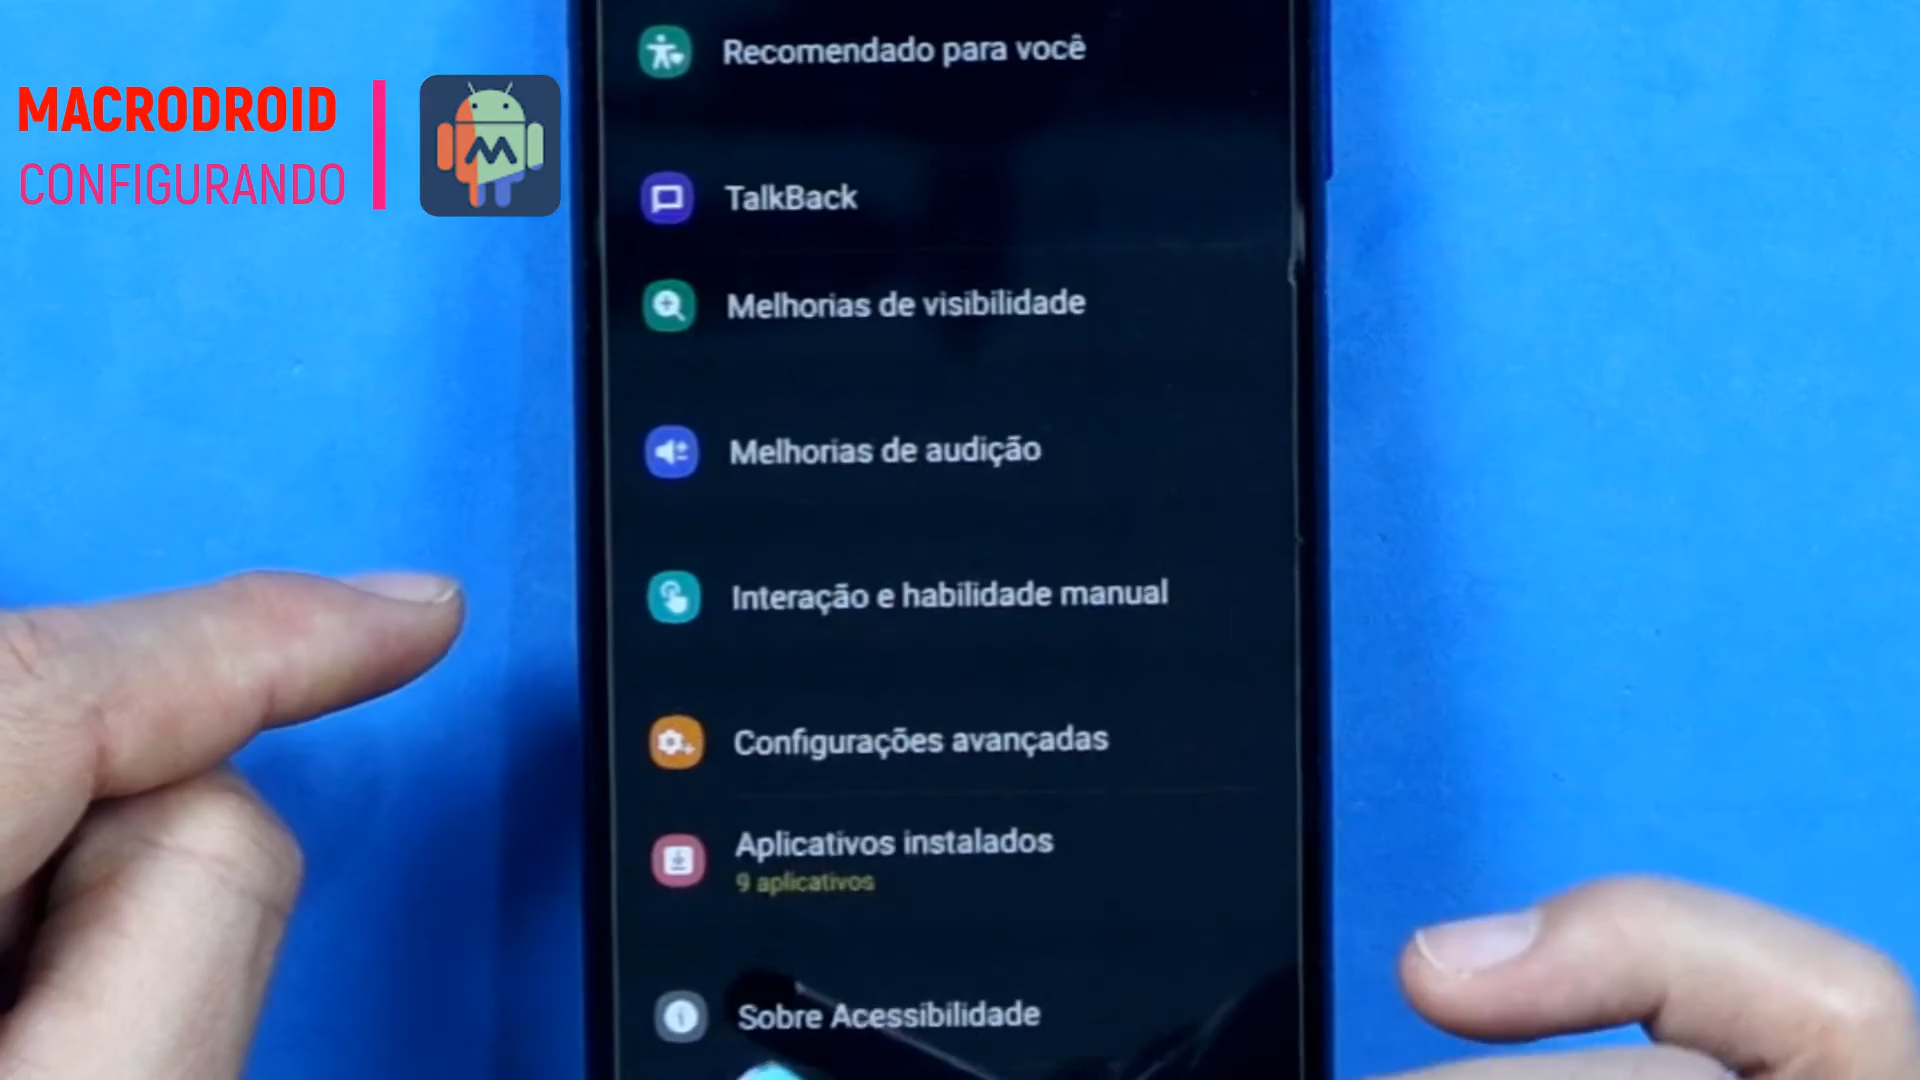 MACRODROID
CONFIGURANDO
Recomendado para você
TalkBack
Melhorias de visibilidade
Melhorias de audição
Interação e habilidade manual
Configurações avançadas
Aplicativos instalados
9 aplicativos
Sobre Acessibilidade